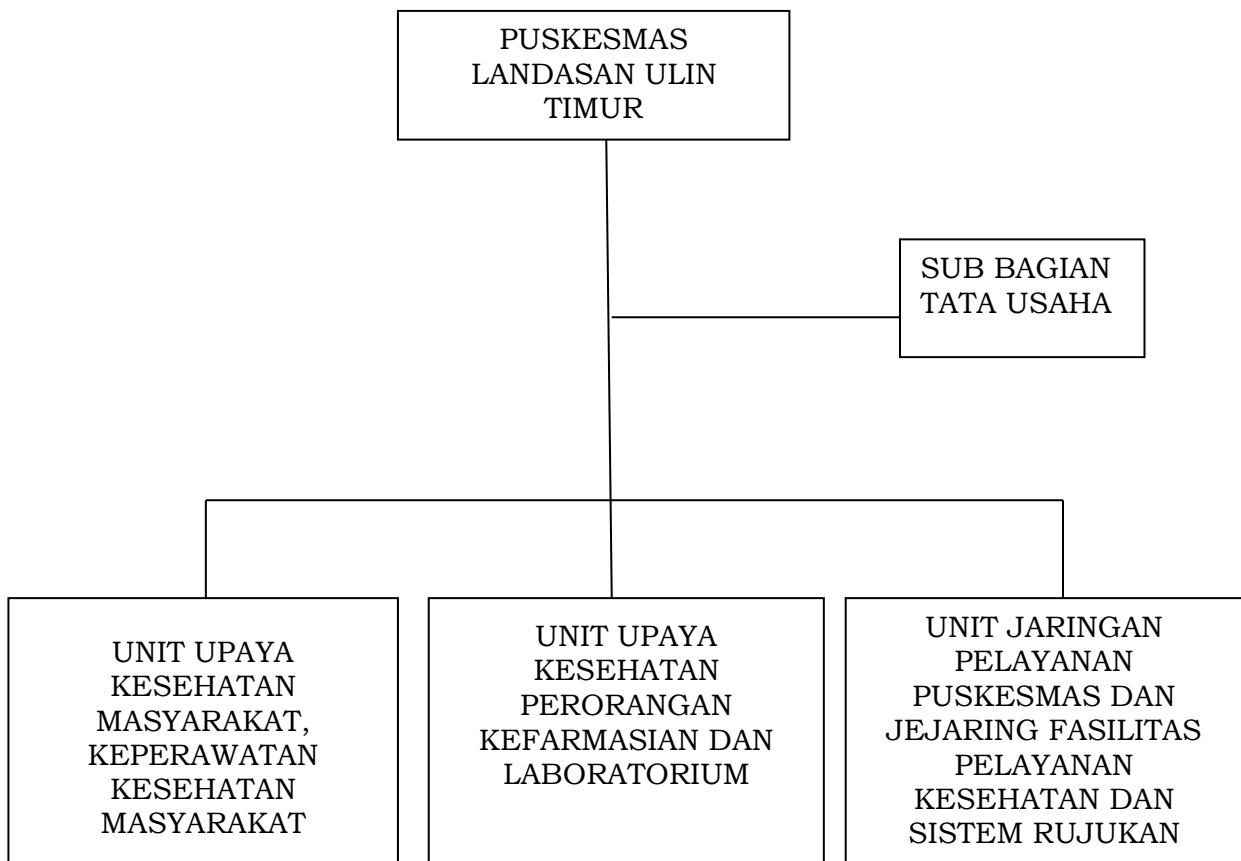 PUSKESMAS
LANDASAN ULIN
TIMUR
SUB BAGIAN
TATA USAHA
UNIT UPAYA
KESEHATAN
MASYARAKAT,
KEPERAWATAN
KESEHATAN
MASYARAKAT
UNIT UPAYA
KESEHATAN
PERORANGAN
KEFARMASIAN DAN
LABORATORIUM
UNIT JARINGAN
PELAYANAN
PUSKESMAS DAN
JEJARING FASILITAS
PELAYANAN
KESEHATAN DAN
SISTEM RUJUKAN